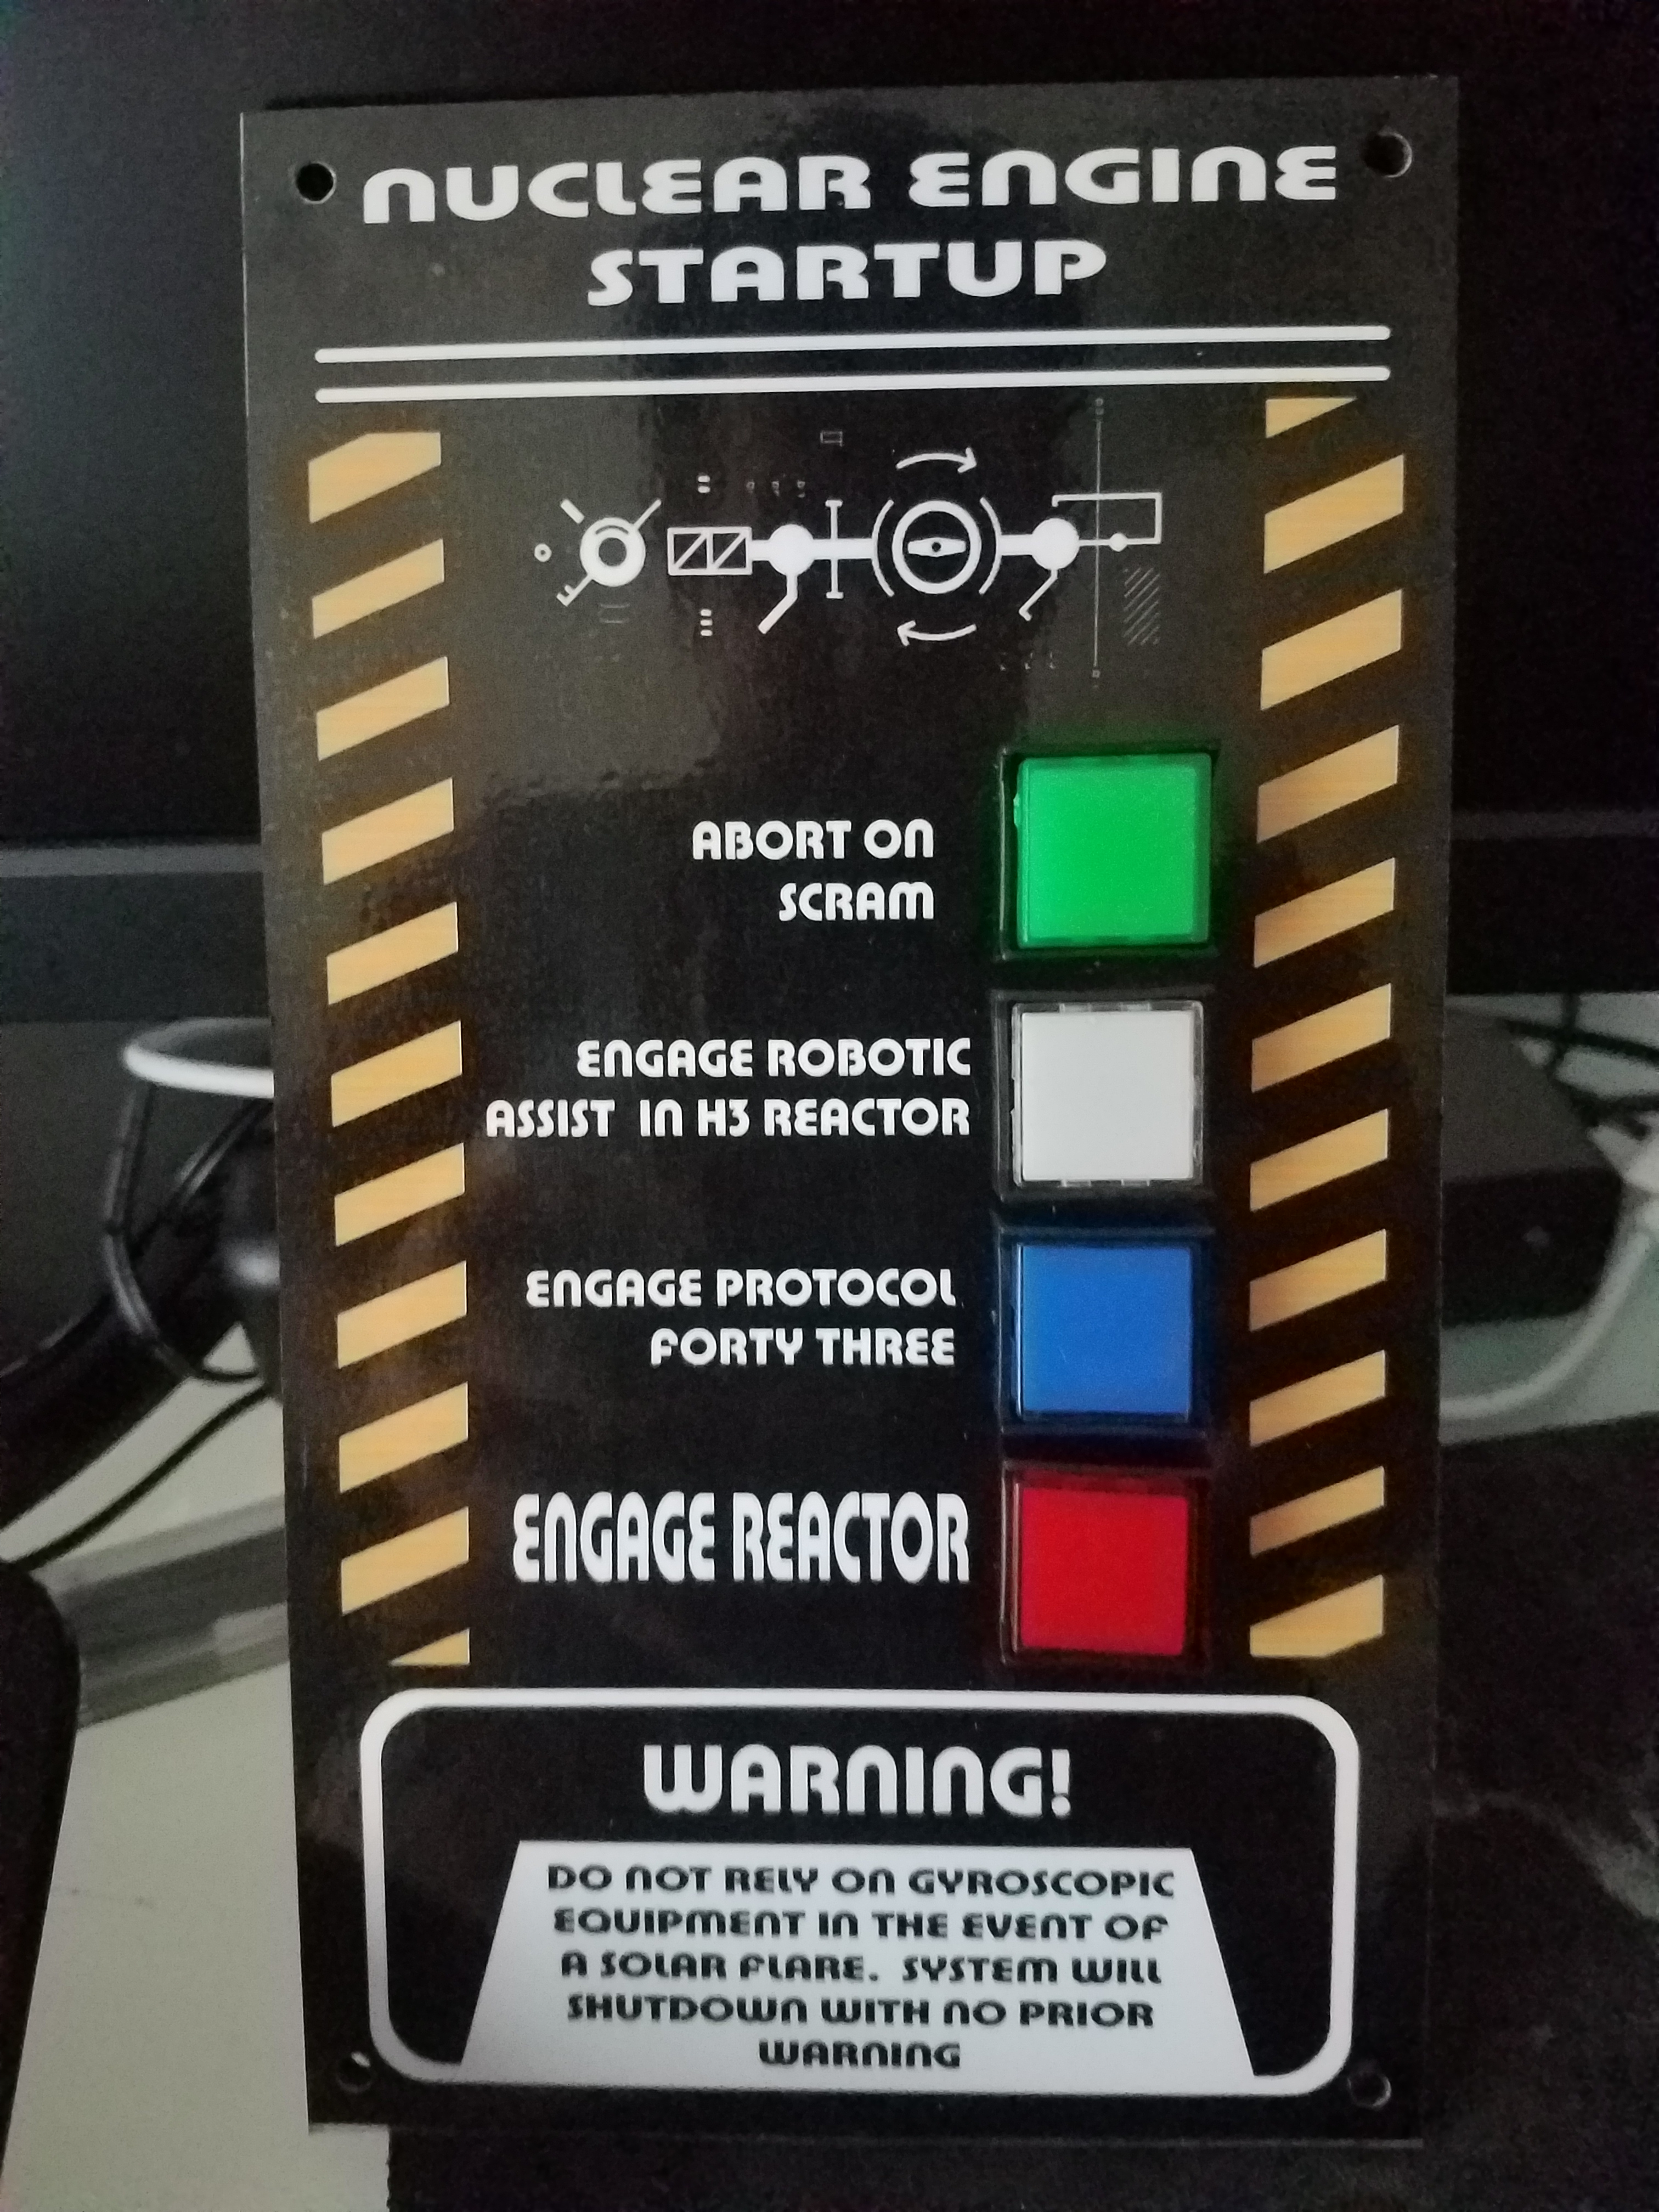 NUCLEAR ENGINE
STARTUP
ABORT ON
SCRAM
ENGAGE ROBOTIC
ASSIST IN H3 REACTOR
ENGAGE PROTOCOL
FORTY THREE
ENGAGE REACTOR
WARNING!
DO NOT RELY ON GYROSCOPIC
EQUIPMENT IN THE EVENT OF
A SOLAR FLARE. SYSTEM WILL
SHUTDOWN WITH NO PRIOR
WARNING